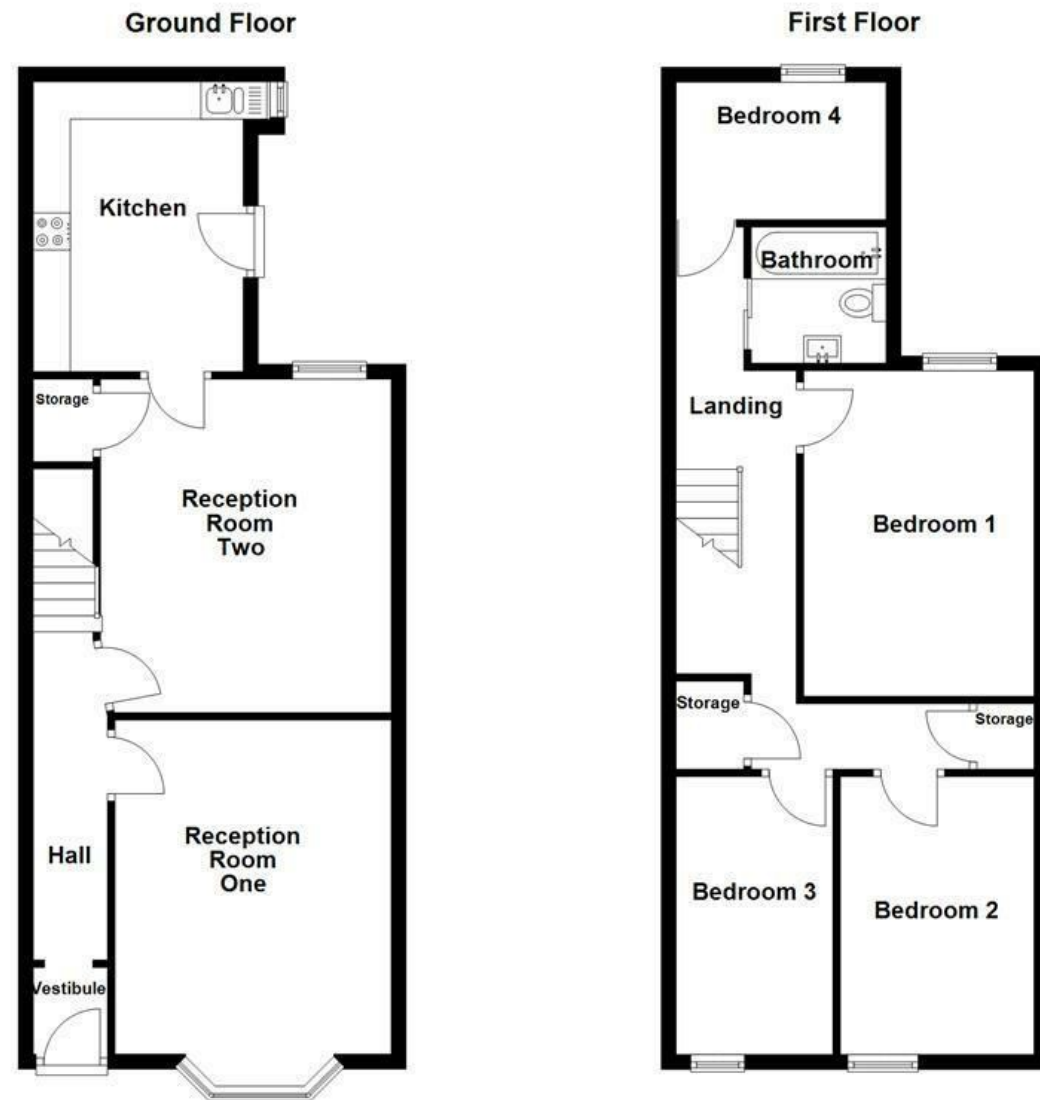 Ground Floor
Kitchen
Storage
Reception
Room
Two
Reception
Room
One
Hall
Vestibule
First Floor
Bedroom 4
Bathroom
Landing
Bedroom 1
Storage
Storage
Bedroom 3
Bedroom 2